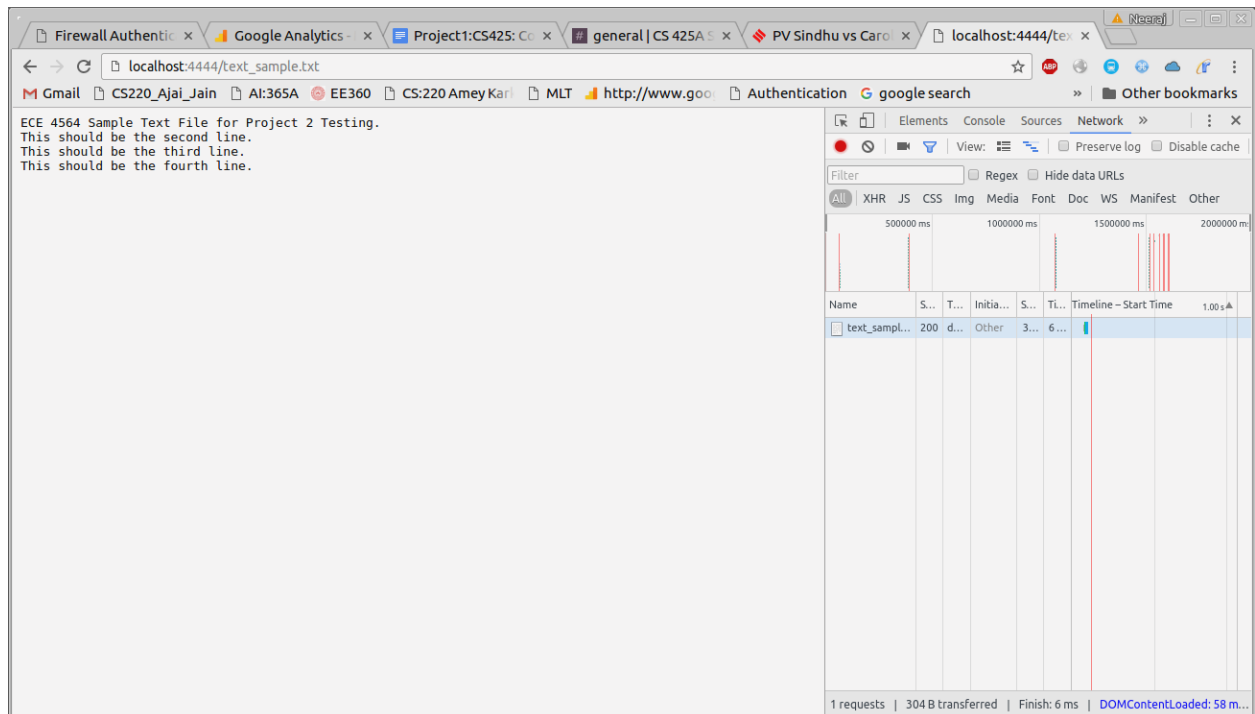 Neeraj
Firewall Authentic
Google Analytics -
Project1:CS425: Co
general | CS 425A S
PV Sindhu vs Caro
localhost:4444/tex
localhost:4444/text_sample.txt
ABP
Gmail CS220_Ajai_Jain AI:365A EE360 CS:220 Amey Kar MLT http://www.goo Authentication google search » Other bookmarks
ECE 4564 Sample Text File for Project 2 Testing.
This should be the second line.
This should be the third line.
This should be the fourth line.
Elements Console Sources Network »
View: Preserve log Disable cache
Filter Regex Hide data URLs
All XHR JS CSS Img Media Font Doc WS Manifest Other
500000 ms 1000000 ms 1500000 ms 2000000 m
Name S... T... Initia... S... Ti... Timeline – Start Time 1.00 s
text_sampl... 200 d... Other 3... 6...
1 requests | 304 B transferred | Finish: 6 ms | DOMContentLoaded: 58 m...